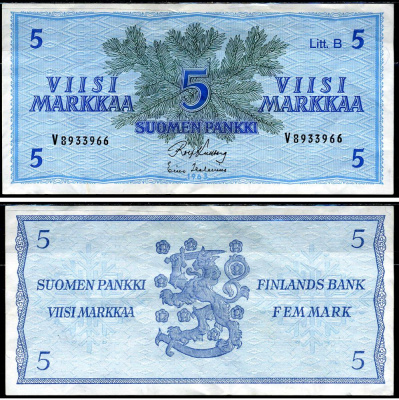 5 5
Litt. B
VIISI VIISI
MARKKAA 5 MARKKAA
SUOMEN PANKKI
V8933966 V8933966
5 1963 5
5 5
SUOMEN PANKKI FINLANDS BANK
VIISI MARKKAA FEM MARK
5 5